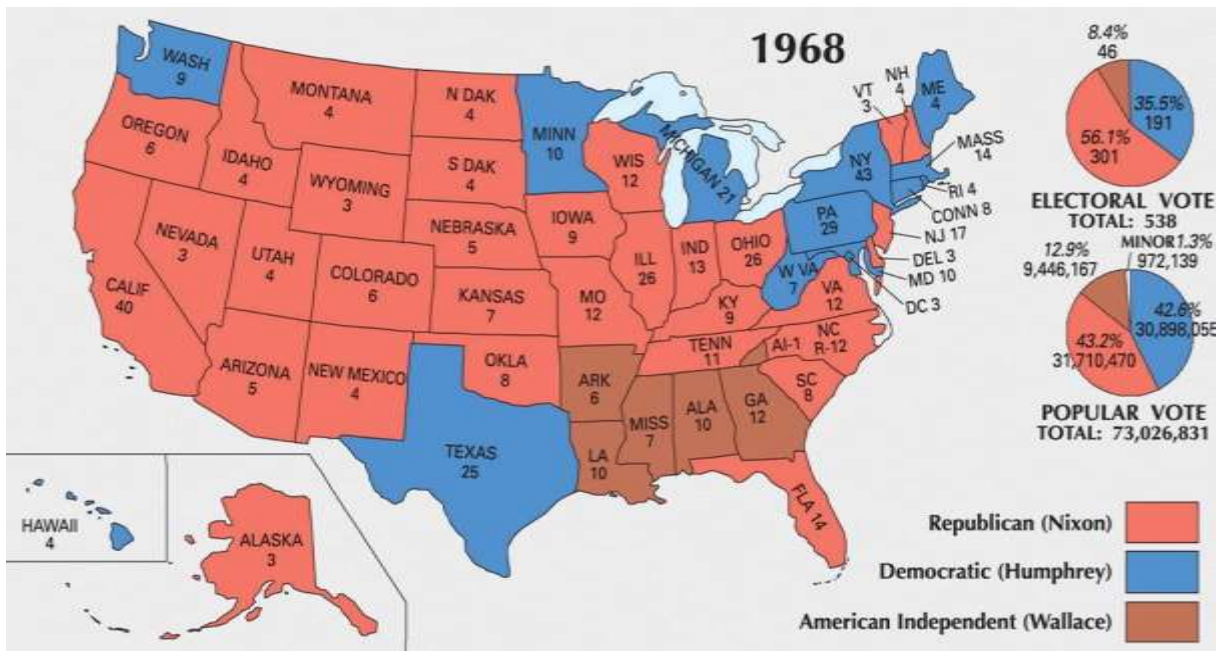 1968
WASH
9
OREGON
6
CALIF
40
NEVADA
3
IDAHO
4
MONTANA
4
WYOMING
3
UTAH
4
ARIZONA
5
COLORADO
6
NEW MEXICO
4
N DAK
4
S DAK
4
NEBRASKA
5
KANSAS
7
OKLA
8
TEXAS
25
MINN
10
IOWA
9
MO
12
ARK
6
LA
10
WIS
12
ILL
26
MICHIGAN 21
IND
13
OHIO
26
KY
9
TENN
11
MISS
7
ALA
10
GA
12
FLA 14
SC
8
NC
AI-1 R-12
VA
12
W VA
7
PA
29
NY
43
VT
3
NH
4
ME
4
MASS
14
RI 4
CONN 8
NJ 17
DEL 3
MD 10
DC 3
HAWAII
4
ALASKA
3
8.4%
46
35.5%
191
56.1%
301
ELECTORAL VOTE
TOTAL: 538
12.9%
9,446,167
MINOR 1.3%
972,139
42.6%
30,898,055
43.2%
31,710,470
POPULAR VOTE
TOTAL: 73,026,831
Republican (Nixon)
Democratic (Humphrey)
American Independent (Wallace)